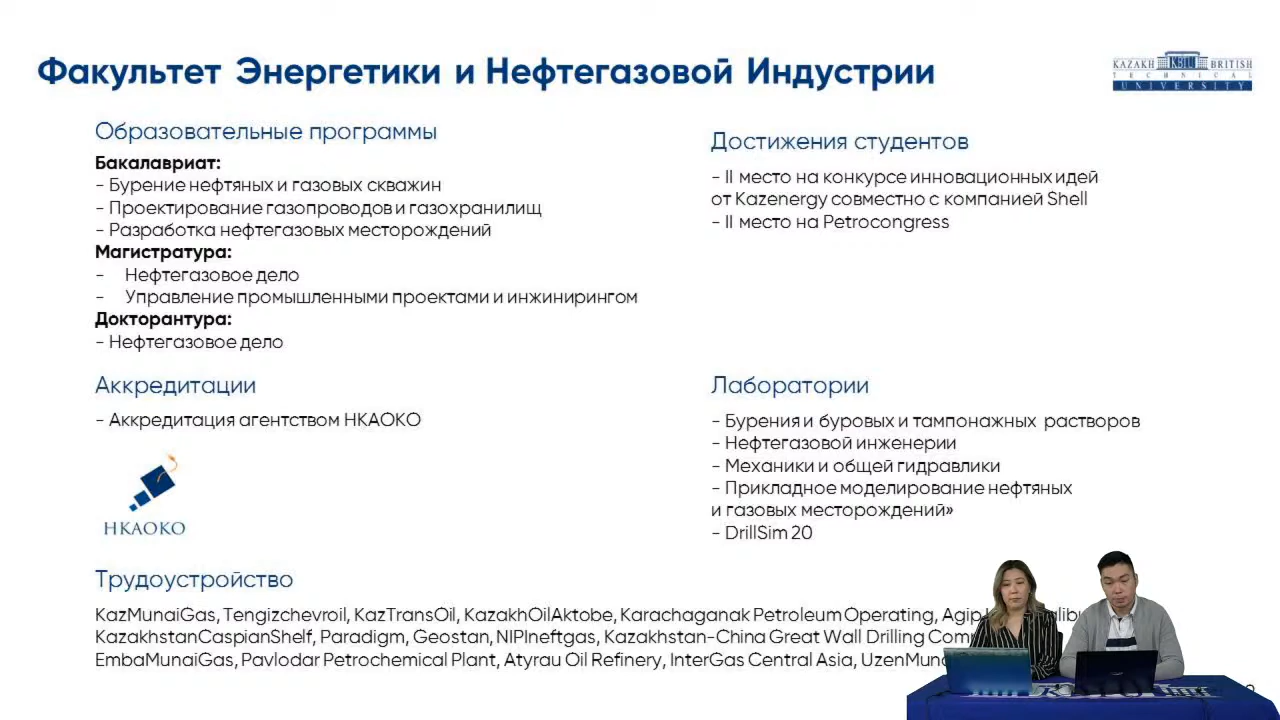 Факультет Энергетики и Нефтегазовой Индустрии
KAZAKH KBTU BRITISH
TECHNICAL
UNIVERSITY
Образовательные программы
Бакалавриат:
- Бурение нефтяных и газовых скважин
- Проектирование газопроводов и газохранилищ
- Разработка нефтегазовых месторождений
Магистратура:
- Нефтегазовое дело
- Управление промышленными проектами и инжинирингом
Докторантура:
- Нефтегазовое дело
Достижения студентов
- II место на конкурсе инновационных идей
от Kazenergy совместно с компанией Shell
- II место на Petrocongress
Аккредитации
- Аккредитация агентством НКАОКО
НКАОКО
Лаборатории
- Бурения и буровых и тампонажных растворов
- Нефтегазовой инженерии
- Механики и общей гидравлики
- Прикладное моделирование нефтяных
и газовых месторождений»
- DrillSim 20
Трудоустройство
KazMunaiGas, Tengizchevroil, KazTransOil, KazakhOilAktobe, Karachaganak Petroleum Operating, Agip
KazakhstanCaspianShelf, Paradigm, Geostan, NIPIneftgas, Kazakhstan-China Great Wall Drilling
EmbaMunaiGas, Pavlodar Petrochemical Plant, Atyrau Oil Refinery, InterGas Central Asia,